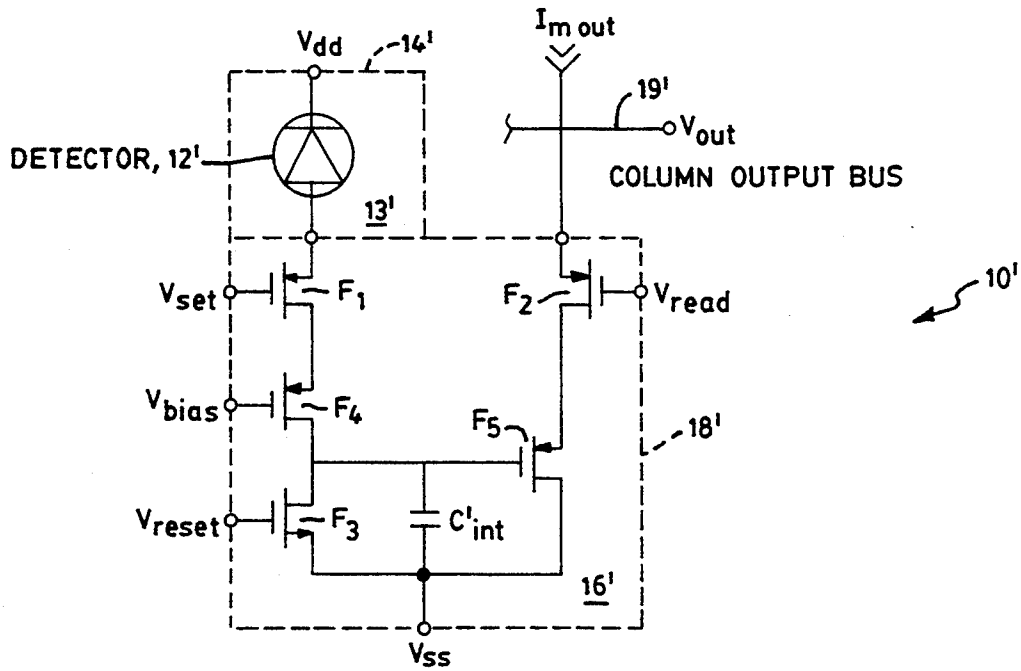 I_m out
V_dd
14'
19'
V_out
DETECTOR, 12'
COLUMN OUTPUT BUS
13'
V_set
F_1
F_2
V_read
10'
V_bias
F_4
F_5
18'
V_reset
F_3
C'_int
16'
V_SS